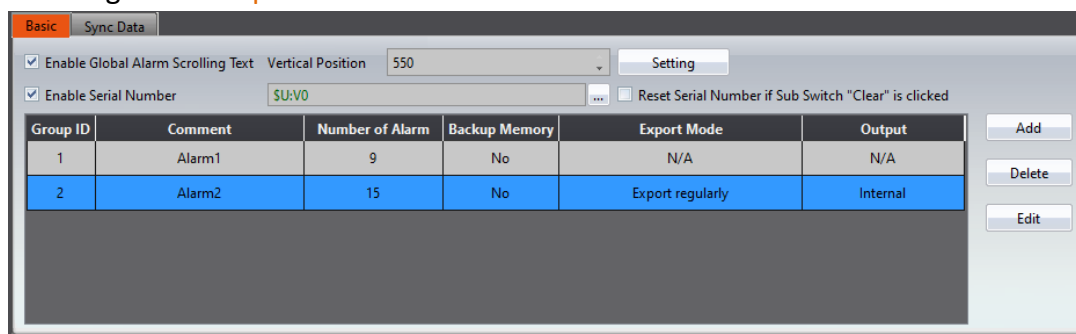 Basic Sync Data
Enable Global Alarm Scrolling Text Vertical Position 550 Setting
Enable Serial Number $U:V0 ... Reset Serial Number if Sub Switch "Clear" is clicked
Group ID Comment Number of Alarm Backup Memory Export Mode Output Add
1 Alarm1 9 No N/A N/A
Delete
2 Alarm2 15 No Export regularly Internal
Edit